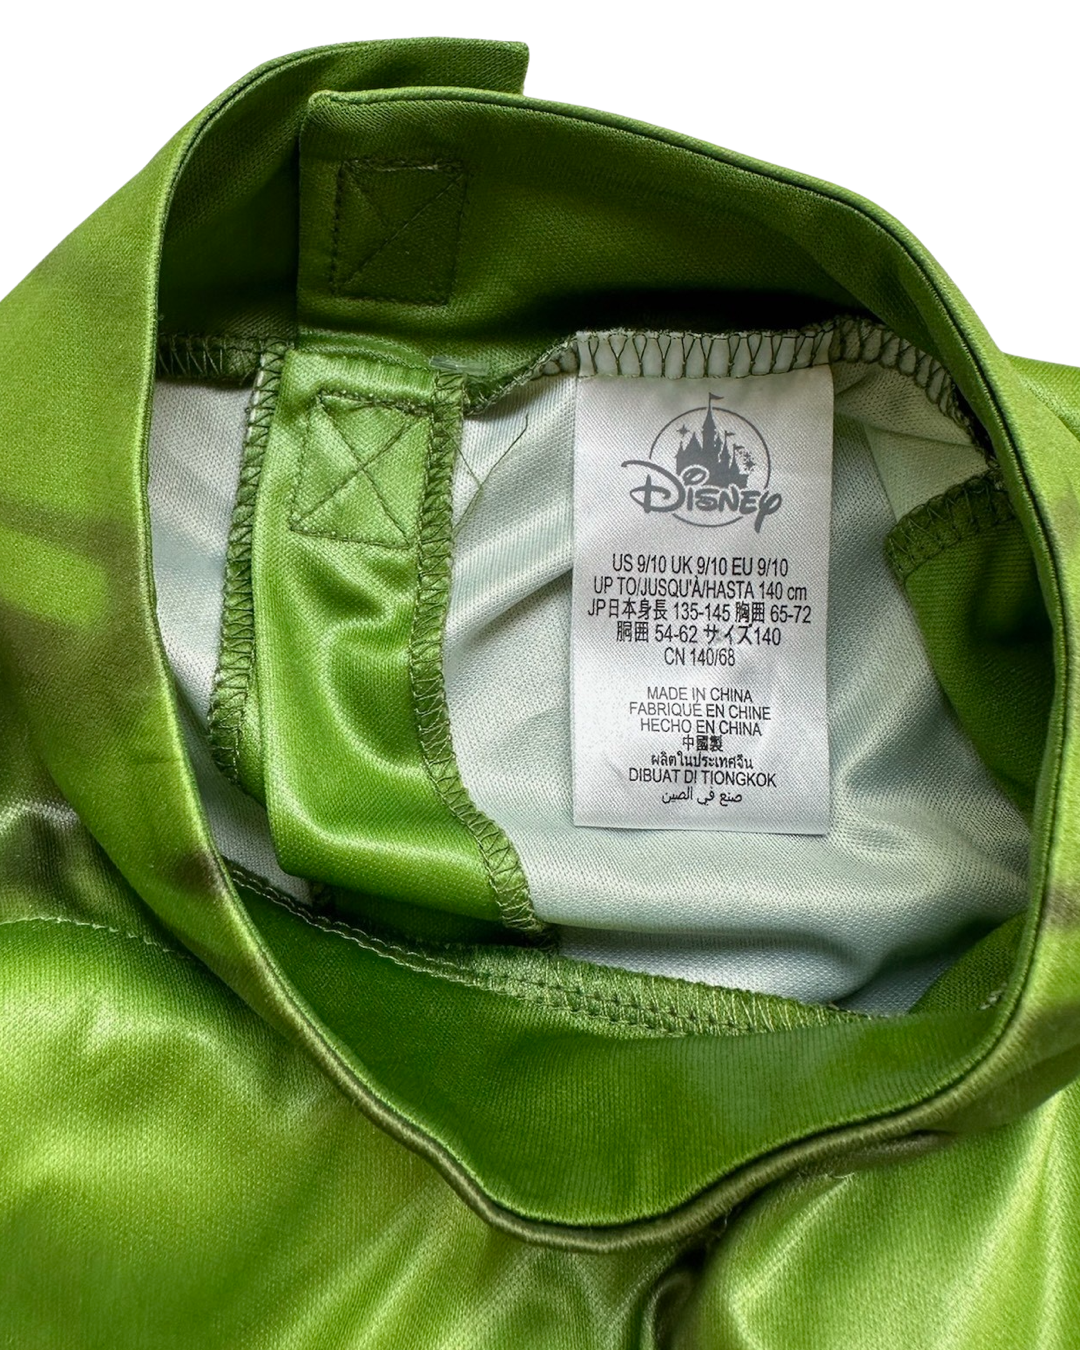 Disney
US 9/10 UK 9/10 EU 9/10
UP TO/JUSQU'À/HASTA 140 cm
JP日本身長 135-145 胸囲 65-72
胴囲 54-62 サイズ140
CN 140/68
MADE IN CHINA
FABRIQUÉ EN CHINE
HECHO EN CHINA
中國製
ผลิตในประเทศจีน
DIBUAT DI TIONGKOK
صنع في الصين